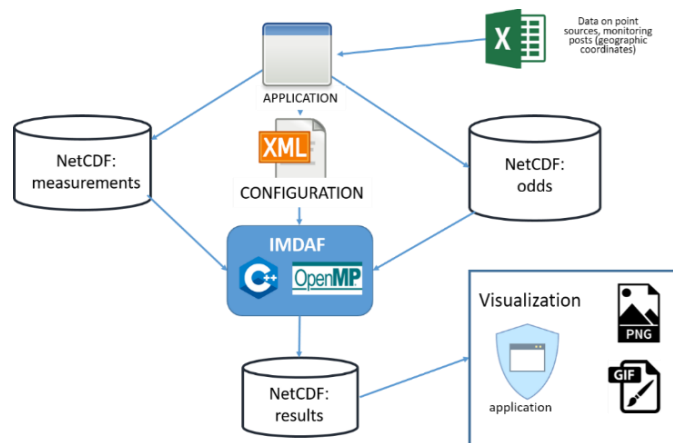 X
Data on point
sources, monitoring
posts (geographic
coordinates)
APPLICATION
NetCDF:
measurements
XML
CONFIGURATION
NetCDF:
odds
IMDAF
C++
OpenMP
Visualization
PNG
application
GIF
NetCDF:
results